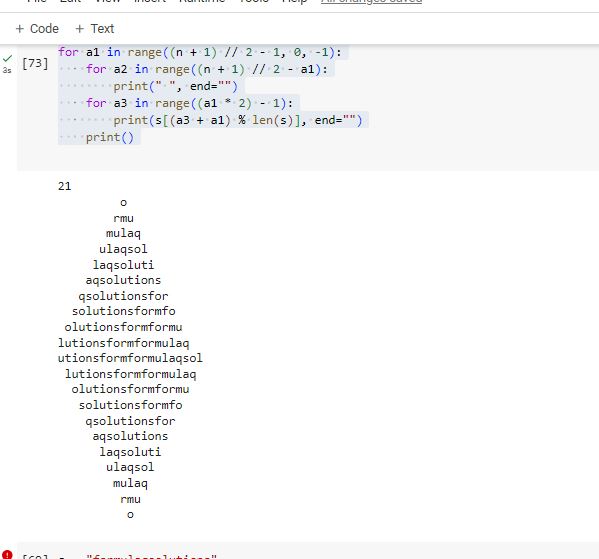 + Code + Text
[73]
3s
for a1 in range((n + 1) // 2 - 1, 0, -1):
for a2 in range((n + 1) // 2 - a1):
print(" ", end="")
for a3 in range((a1 * 2) - 1):
print(s[(a3 + a1) % len(s)], end="")
print()
21
o
rmu
mulaq
ulaqsol
laqsoluti
aqsolutions
qsolutionsfor
solutionsformfo
olutionsformformu
lutionsformformulaq
utionsformformulaqsol
lutionsformformulaq
olutionsformformu
solutionsformfo
qsolutionsfor
aqsolutions
laqsoluti
ulaqsol
mulaq
rmu
o